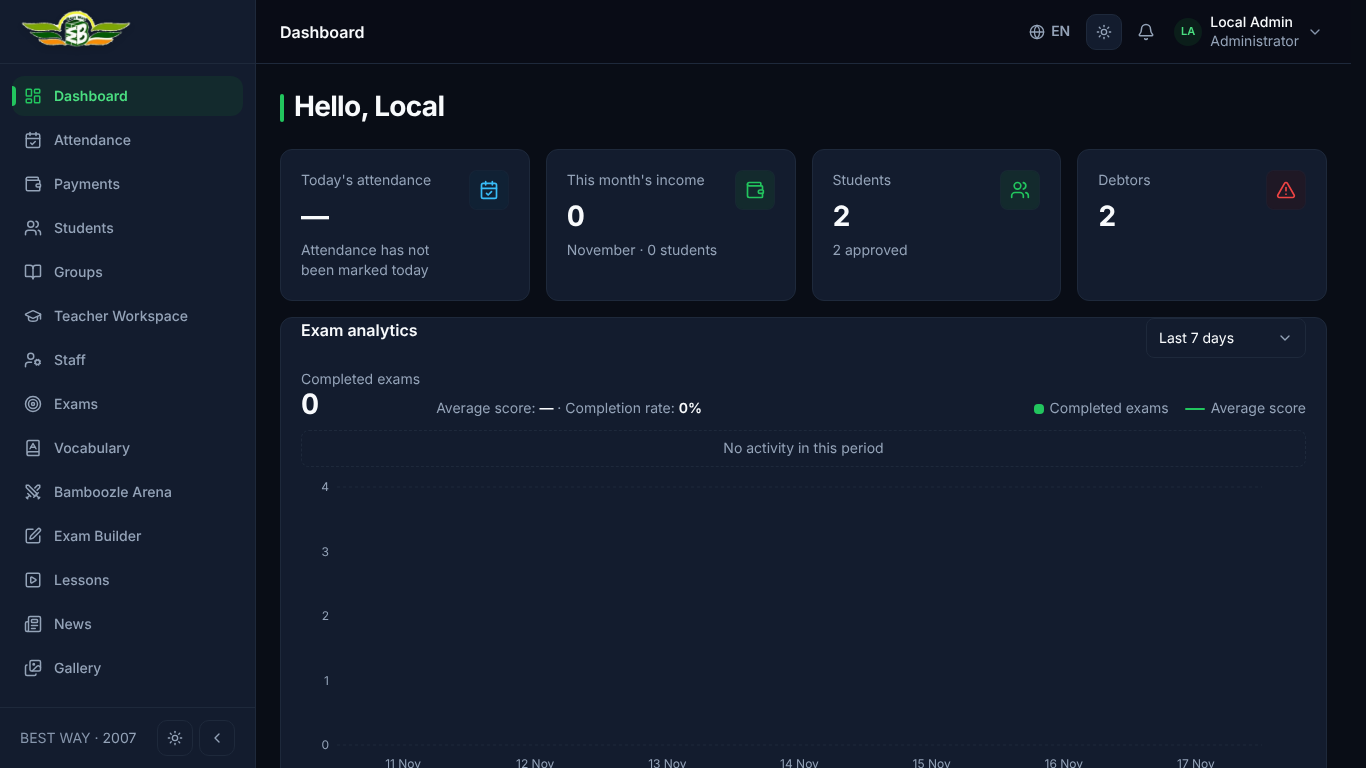 Dashboard
EN
LA
Local Admin
Administrator
Dashboard
Attendance
Payments
Students
Groups
Teacher Workspace
Staff
Exams
Vocabulary
Bamboozle Arena
Exam Builder
Lessons
News
Gallery
BEST WAY · 2007
Hello, Local
Today's attendance
—
Attendance has not
been marked today
This month's income
0
November · 0 students
Students
2
2 approved
Debtors
2
Exam analytics
Last 7 days
Completed exams
0
Average score: — · Completion rate: 0%
Completed exams
Average score
No activity in this period
4
3
2
1
0
11 Nov
12 Nov
13 Nov
14 Nov
15 Nov
16 Nov
17 Nov